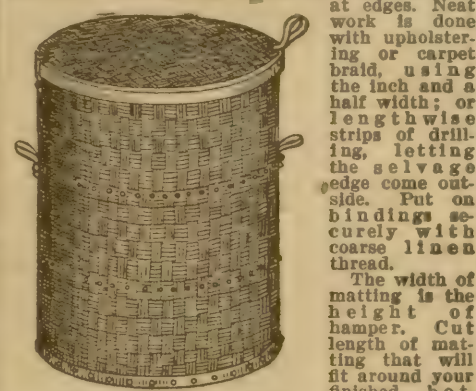 at edges. Neat
work is done
with upholster-
ing or carpet
braid, using
the inch and a
half width; or
lengthwise
strips of drill-
ing, letting
the selvage
edge come out-
side. Put on
bindings se-
curely with
coarse linen
thread.
The width of
matting is the
height of
hamper. Cut
length of mat-
ting that will
fit around your
finished